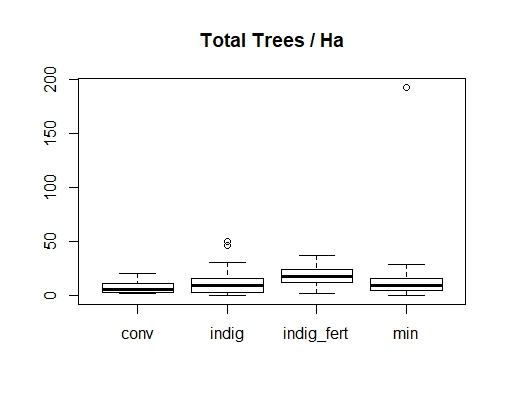 Total Trees / Ha
200
150
100
50
0
conv indig indig_fert min